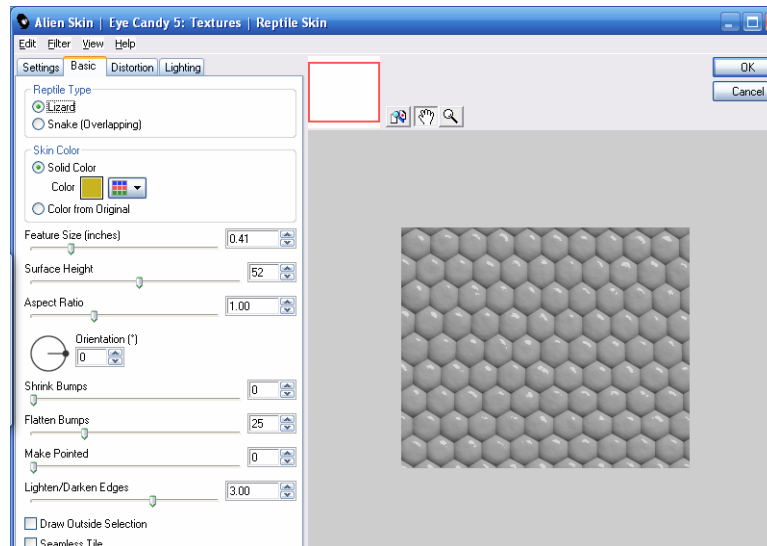 Alien Skin | Eye Candy 5: Textures | Reptile Skin
Edit Filter View Help
Settings Basic Distortion Lighting
OK
Cancel
Reptile Type
Lizard
Snake (Overlapping)
Skin Color
Solid Color
Color
Color from Original
Feature Size (inches) 0.41
Surface Height 52
Aspect Ratio 1.00
Orientation (°)
0
Shrink Bumps 0
Flatten Bumps 25
Make Pointed 0
Lighten/Darken Edges 3.00
Draw Outside Selection
Seamless Tile